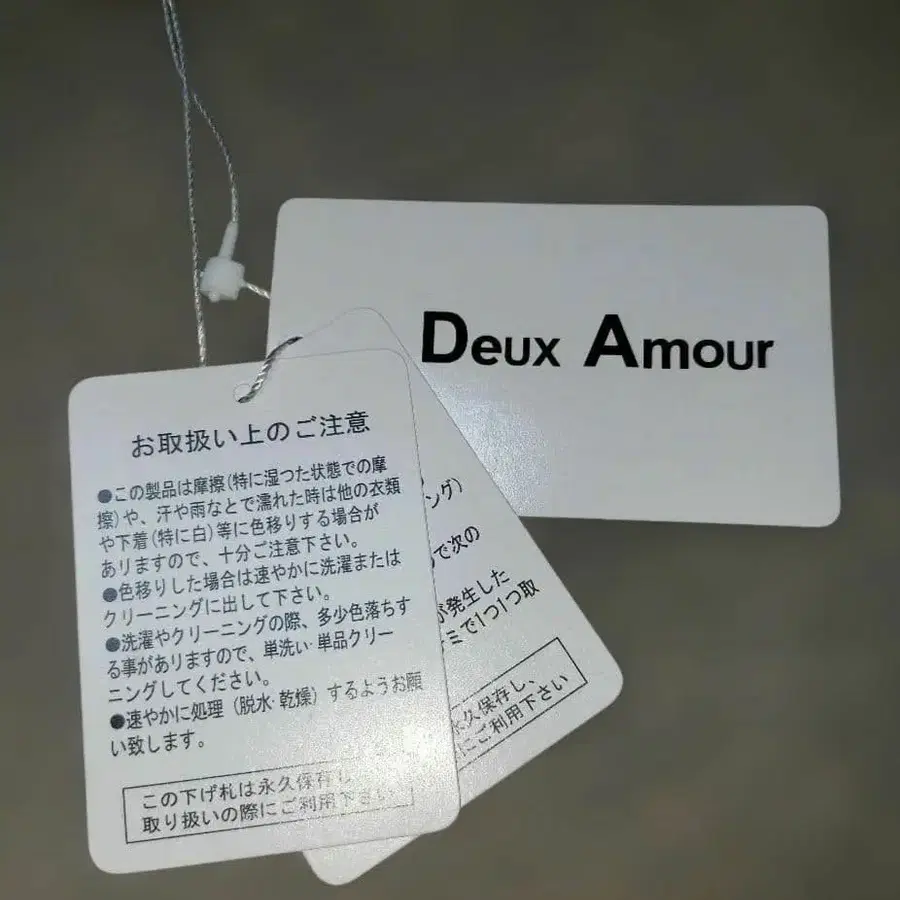 Deux Amour
お取扱い上のご注意
●この製品は摩擦(特に湿つた状態での摩
擦)や、汗や雨なとで濡れた時は他の衣類
や下着(特に白)等に色移りする場合が
ありますので、十分ご注意下さい。
●色移りした場合は速やかに洗濯または
クリーニングに出して下さい。
●洗濯やクリーニングの際、多少色落ちす
る事がありますので、単洗い·単品クリー
ニングしてください。
●速やかに処理（脱水·乾燥）するようお願
い致します。
この下げ札は永久保存し
取り扱いの際にご利用下さい
ング)
で次の
が発生した
ミで1つ1つ取
永久保存し、
にご利用下さい